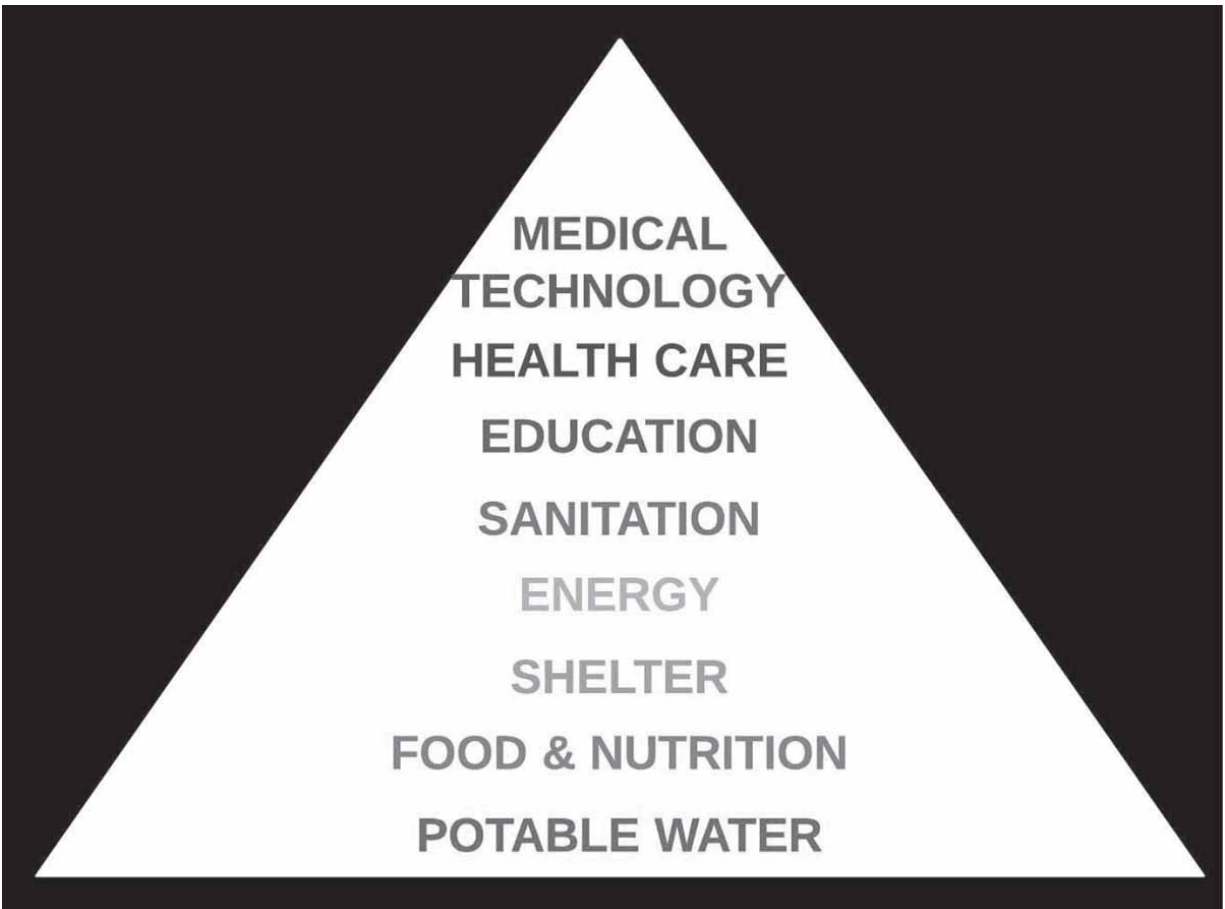 MEDICAL
TECHNOLOGY
HEALTH CARE
EDUCATION
SANITATION
ENERGY
SHELTER
FOOD & NUTRITION
POTABLE WATER